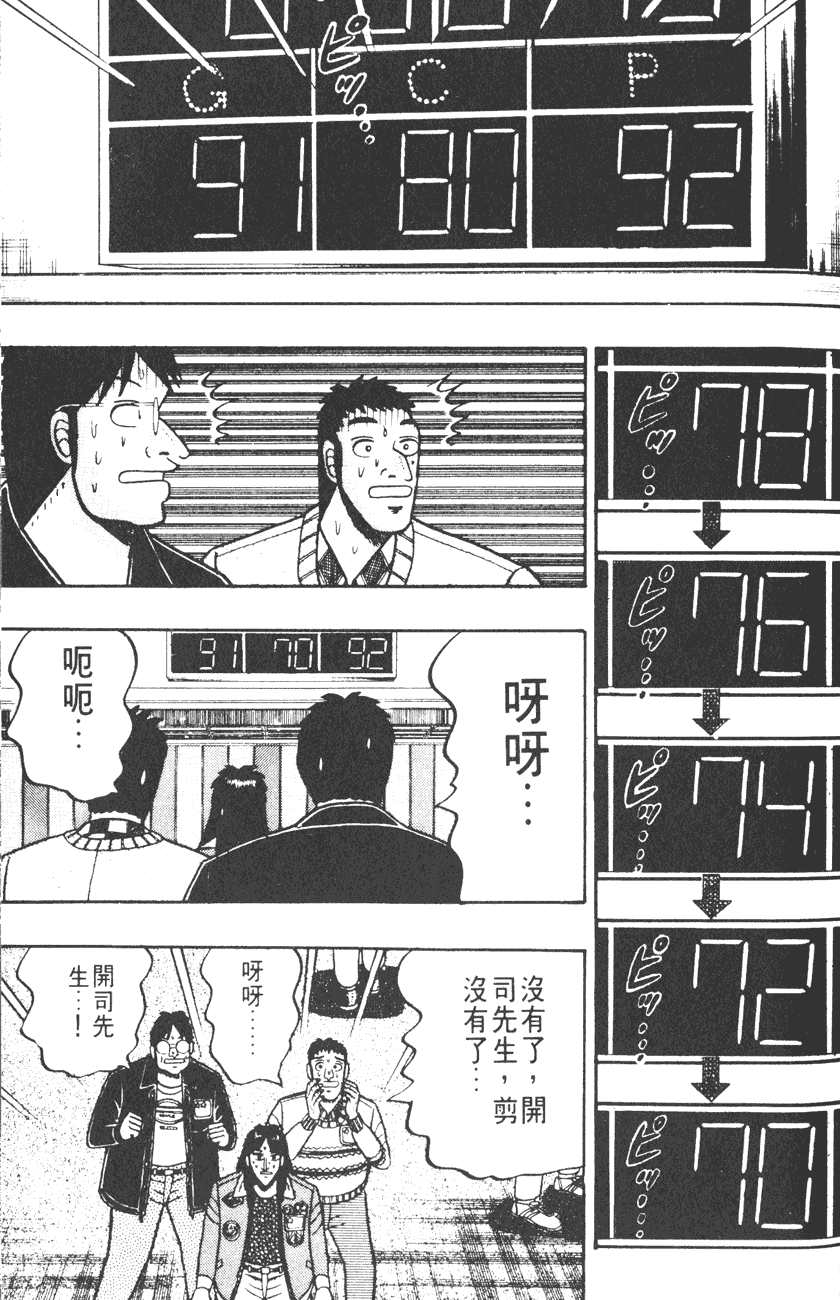 ピッ…
G C P
91 80 92
ピッ…
78
ピッ…
76
ピッ…
74
ピッ…
72
ピッ…
70
91 70 92
呀呀…
呃呃…
沒有了，開
司先生，剪
沒有了…
呀呀……
開司先
生…！